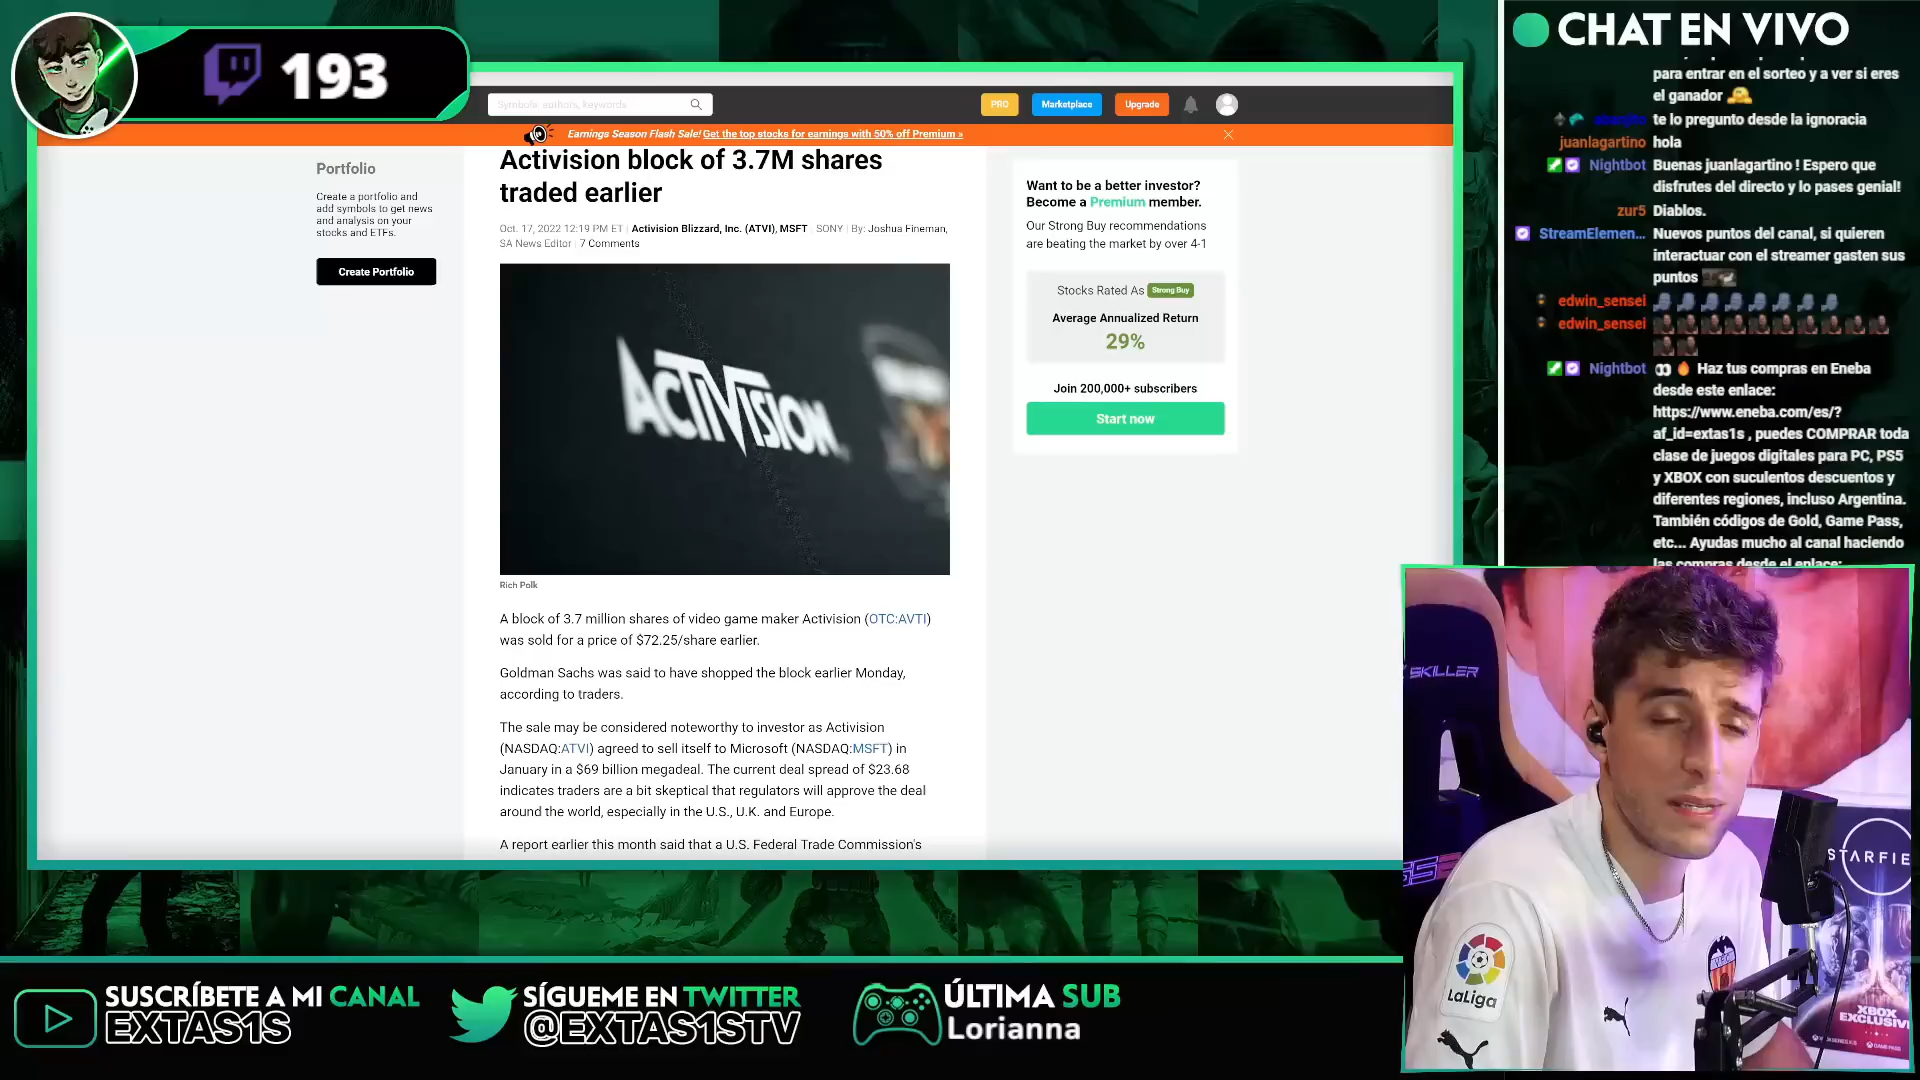 193
Symbols, authors, keywords
PRO
Marketplace
Upgrade
Earnings Season Flash Sale! Get the top stocks for earnings with 50% off Premium »
Portfolio
Create a portfolio and
add symbols to get news
and analysis on your
stocks and ETFs.
Create Portfolio
Activision block of 3.7M shares
traded earlier
Oct. 17, 2022 12:19 PM ET | Activision Blizzard, Inc. (ATVI), MSFT | SONY | By: Joshua Fineman,
SA News Editor | 7 Comments
ACTIVISION
Rich Polk
A block of 3.7 million shares of video game maker Activision (OTC:AVTI)
was sold for a price of $72.25/share earlier.
Goldman Sachs was said to have shopped the block earlier Monday,
according to traders.
The sale may be considered noteworthy to investor as Activision
(NASDAQ:ATVI) agreed to sell itself to Microsoft (NASDAQ:MSFT) in
January in a $69 billion megadeal. The current deal spread of $23.68
indicates traders are a bit skeptical that regulators will approve the deal
around the world, especially in the U.S., U.K. and Europe.
A report earlier this month said that a U.S. Federal Trade Commission's
Want to be a better investor?
Become a Premium member.
Our Strong Buy recommendations
are beating the market by over 4-1
Stocks Rated As Strong Buy
Average Annualized Return
29%
Join 200,000+ subscribers
Start now
CHAT EN VIVO
para entrar en el sorteo y a ver si eres
el ganador
te lo pregunto desde la ignoracia
juanlagartino hola
Nightbot Buenas juanlagartino ! Espero que
disfrutes del directo y lo pases genial!
zur5 Diablos.
StreamElemen... Nuevos puntos del canal, si quieren
interactuar con el streamer gasten sus
puntos
edwin_sensei
edwin_sensei
Nightbot Haz tus compras en Eneba
desde este enlace:
https://www.eneba.com/es/?
af_id=extas1s , puedes COMPRAR toda
clase de juegos digitales para PC, PS5
y XBOX con suculentos descuentos y
diferentes regiones, incluso Argentina.
También códigos de Gold, Game Pass,
etc... Ayudas mucho al canal haciendo
las compras desde el enlace:
SKILLER
LaLiga
VCF
STARFIE
XBOX
EXCLUSIV
SUSCRÍBETE A MI CANAL
EXTAS1S
SÍGUEME EN TWITTER
@EXTAS1STV
ÚLTIMA SUB
Lorianna